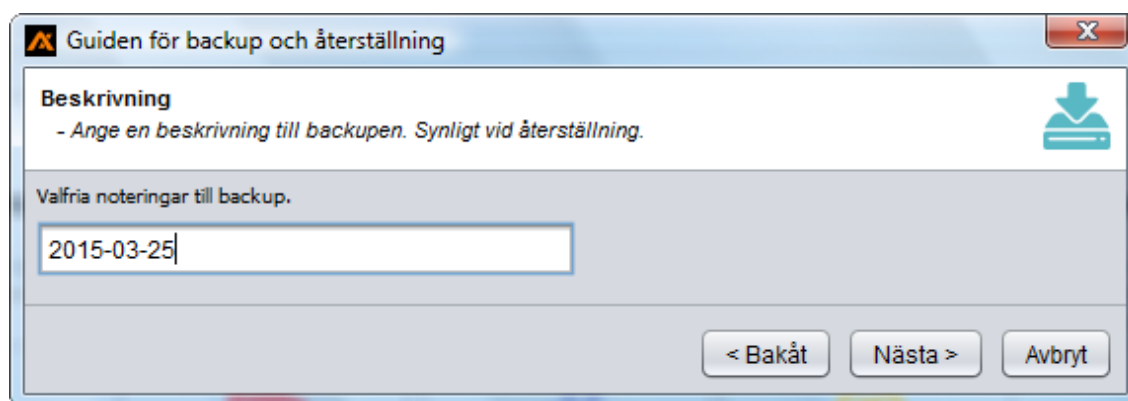 Guiden för backup och återställning
Beskrivning
- Ange en beskrivning till backupen. Synligt vid återställning.
Valfria noteringar till backup.
2015-03-25
< Bakåt Nästa > Avbryt